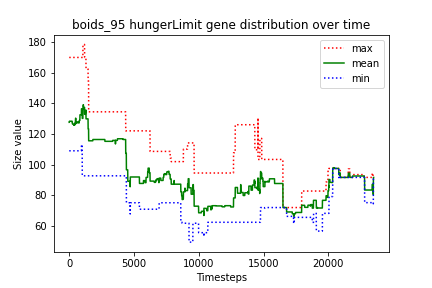 boids_95 hungerLimit gene distribution over time
max
mean
min
Size value
180
160
140
120
100
80
60
0
5000
10000
15000
20000
Timesteps